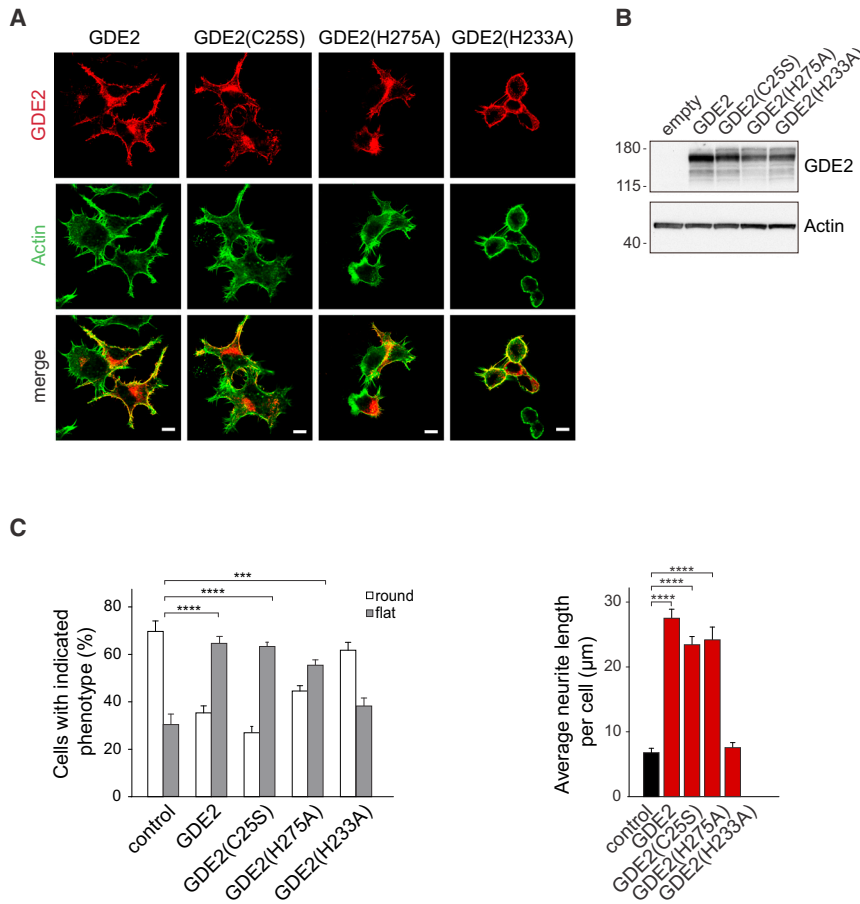 A
GDE2 GDE2(C25S) GDE2(H275A) GDE2(H233A)
GDE2
Actin
merge
B
empty
GDE2
GDE2(C25S)
GDE2(H275A)
GDE2(H233A)
180 -
115 -
GDE2
40 -
Actin
C
Cells with indicated
phenotype (%)
80
60
40
20
0
***
****
****
round
flat
control
GDE2
GDE2(C25S)
GDE2(H275A)
GDE2(H233A)
Average neurite length
per cell (μm)
30
20
10
0
****
****
****
control
GDE2
GDE2(C25S)
GDE2(H275A)
GDE2(H233A)